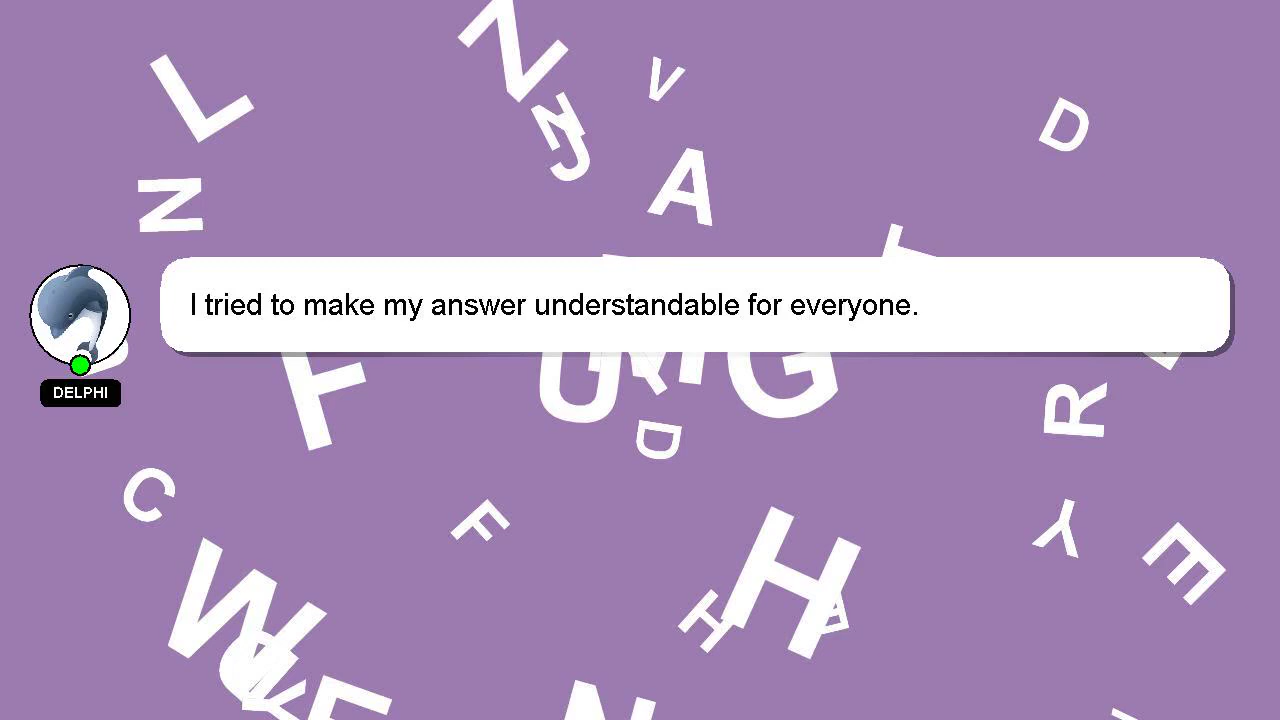 I tried to make my answer understandable for everyone.
DELPHI
L
N
V
D
N
J
A
N
F
U
G
D
R
C
F
Y
E
H
W
H